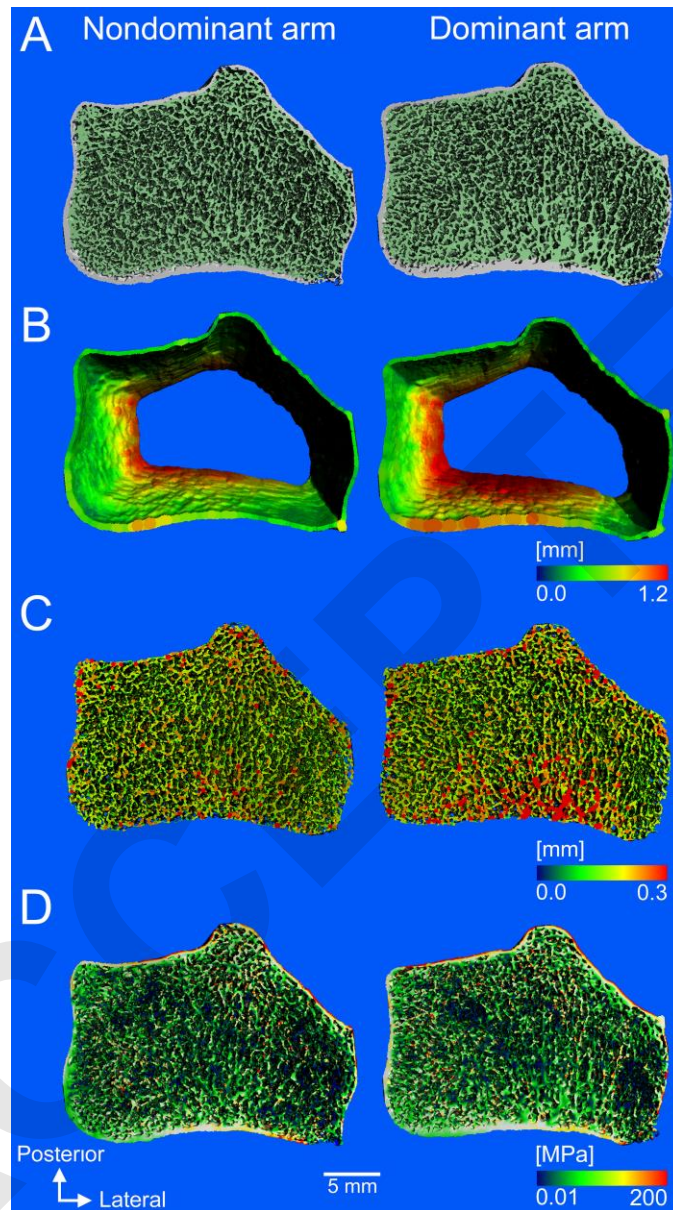 A Nondominant arm Dominant arm
B
[mm]
0.0 1.2
C
[mm]
0.0 0.3
D
[MPa]
0.01 200
Posterior
Lateral
5 mm
ACCEPTE